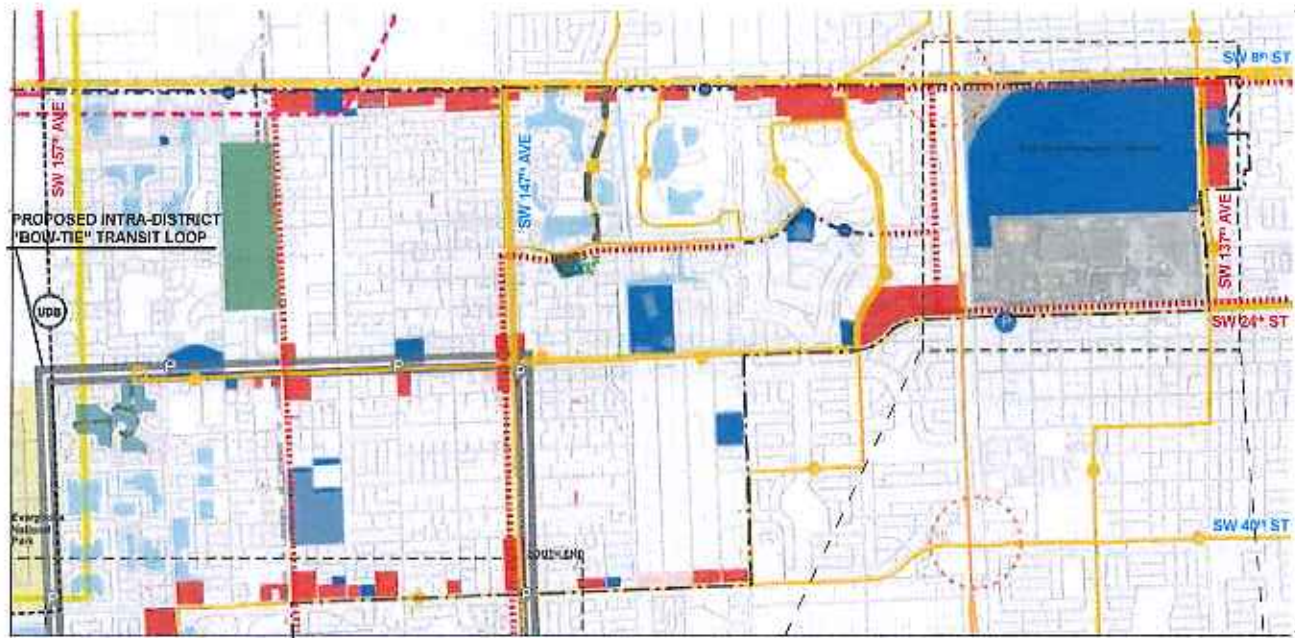 SW 8th ST
SW 157th AVE
SW 147th AVE
PROPOSED INTRA-DISTRICT
"BOW-TIE" TRANSIT LOOP
SW 137th AVE
UDB
SW 24th ST
P
P
P
P
Everglades
National
Park
SW 40th ST
P
P